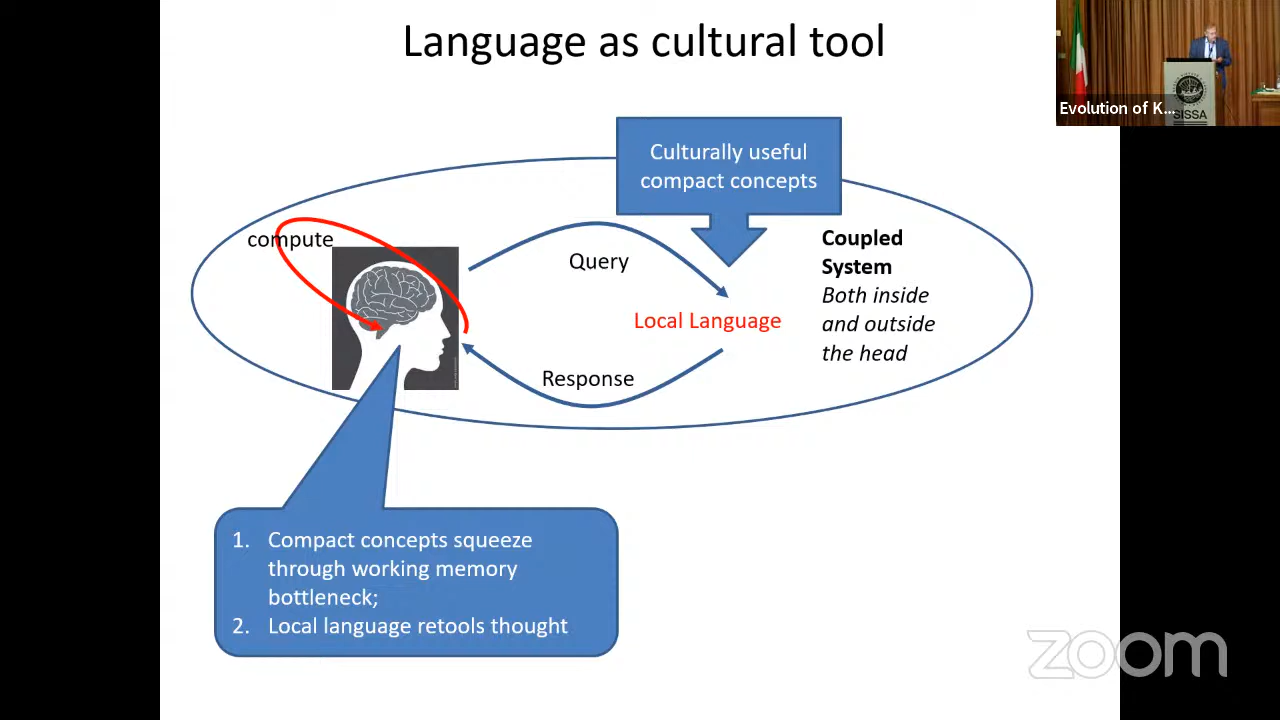 Language as cultural tool
Evolution of K...
SISSA
Culturally useful
compact concepts
compute
Query
Coupled
System
Both inside
and outside
the head
Local Language
Response
1. Compact concepts squeeze
through working memory
bottleneck;
2. Local language retools thought
zoom